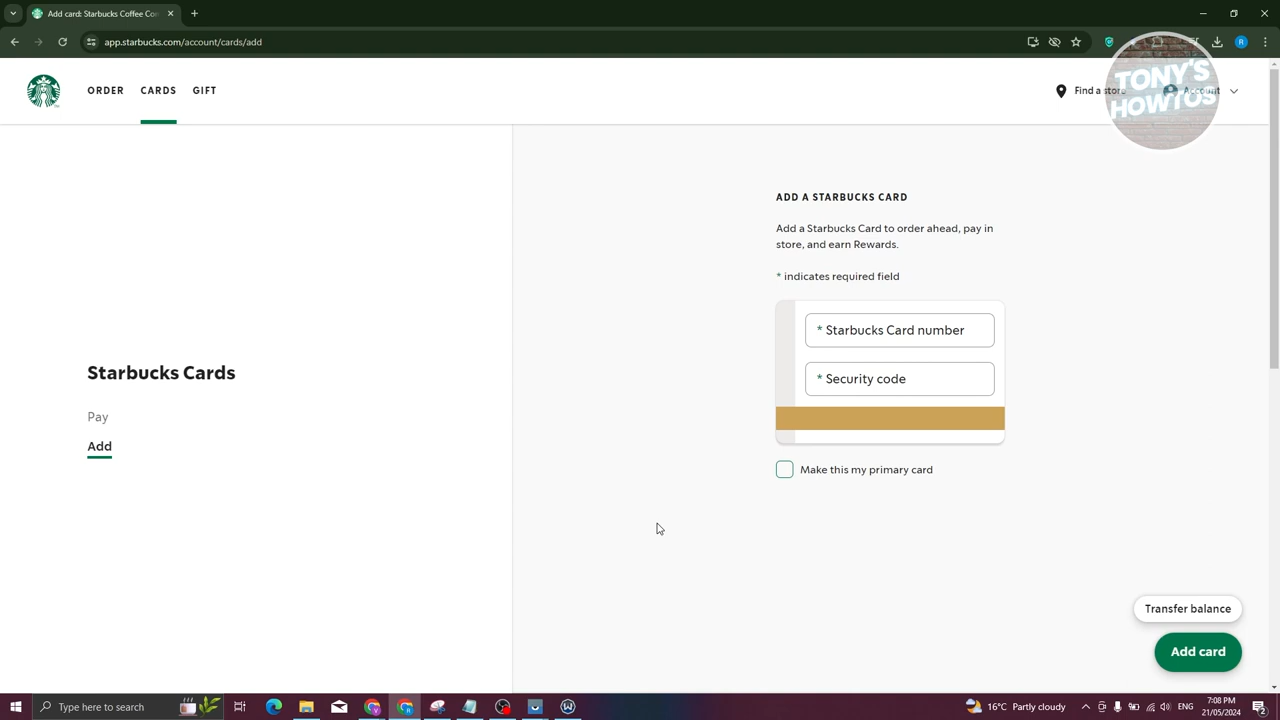 Add card: Starbucks Coffee Con
app.starbucks.com/account/cards/add
R
ORDER
CARDS
GIFT
Find a store
Account
TONY'S
HOWTOS
ADD A STARBUCKS CARD
Add a Starbucks Card to order ahead, pay in
store, and earn Rewards.
* indicates required field
* Starbucks Card number
* Security code
Make this my primary card
Starbucks Cards
Pay
Add
Transfer balance
Add card
Type here to search
16°C Partly cloudy
ENG
7:08 PM
21/05/2024
2